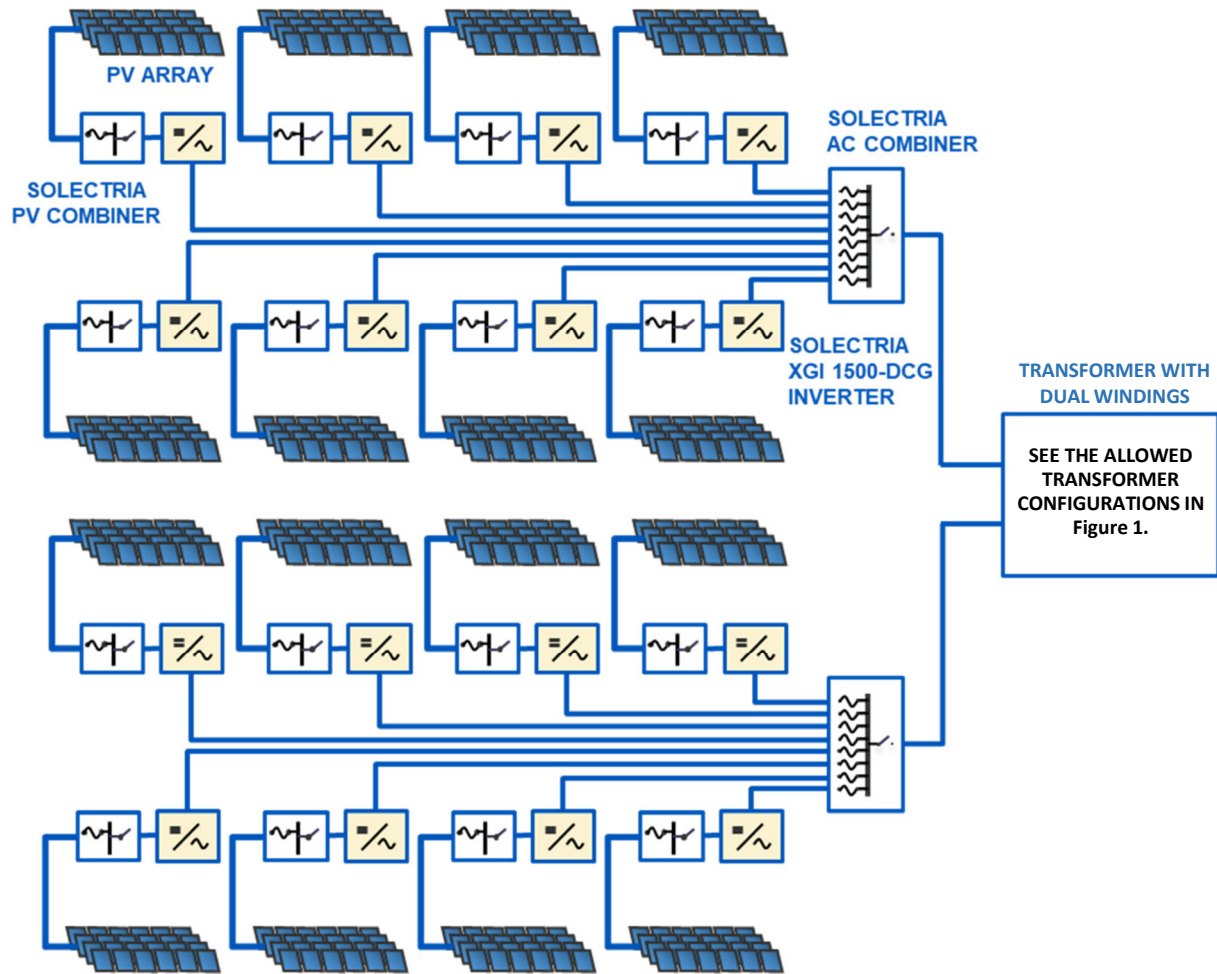 PV ARRAY
SOLECTRIA
AC COMBINER
SOLECTRIA
PV COMBINER
SOLECTRIA
XGI 1500-DCG
INVERTER
TRANSFORMER WITH
DUAL WINDINGS
SEE THE ALLOWED
TRANSFORMER
CONFIGURATIONS IN
Figure 1.